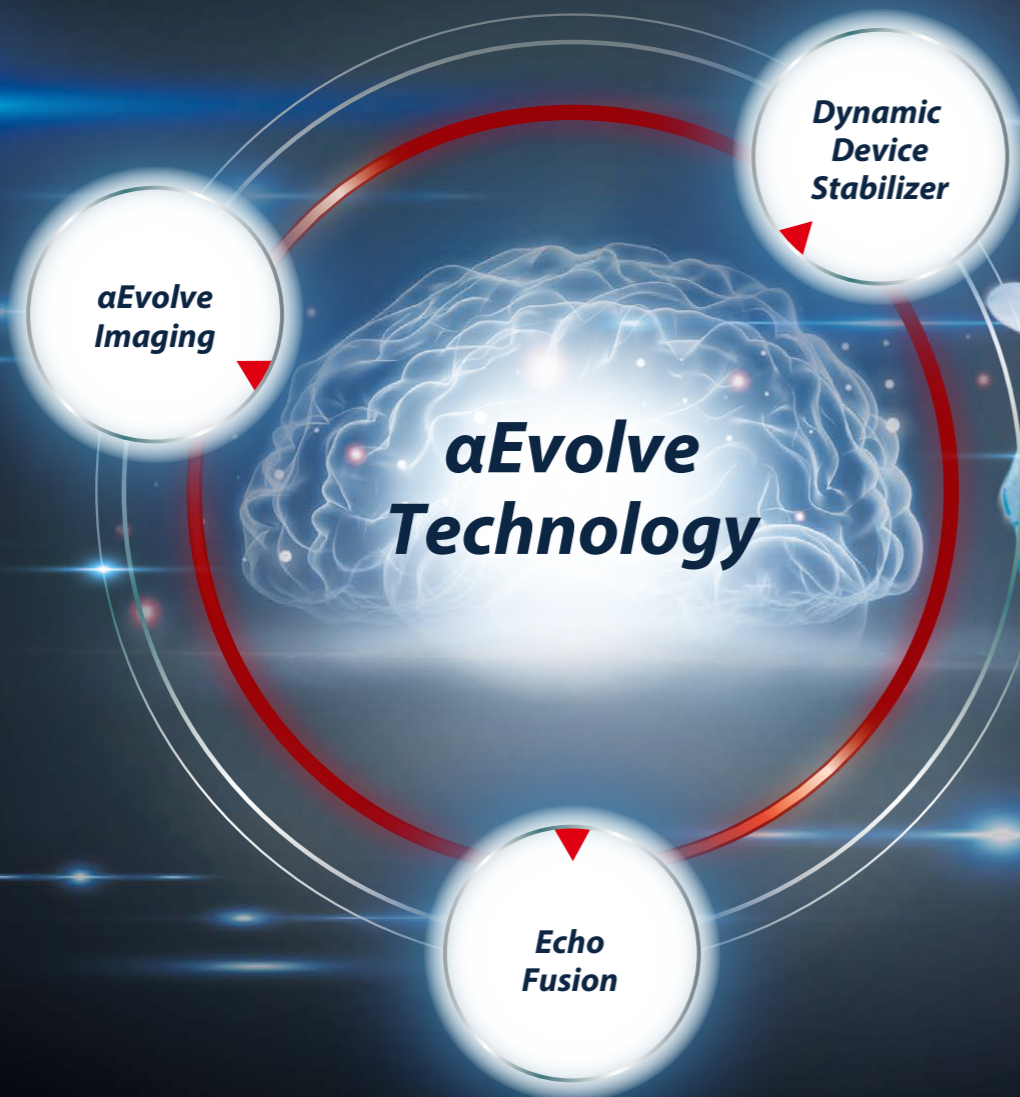 Dynamic
Device
Stabilizer
αEvolve
Imaging
αEvolve
Technology
Echo
Fusion